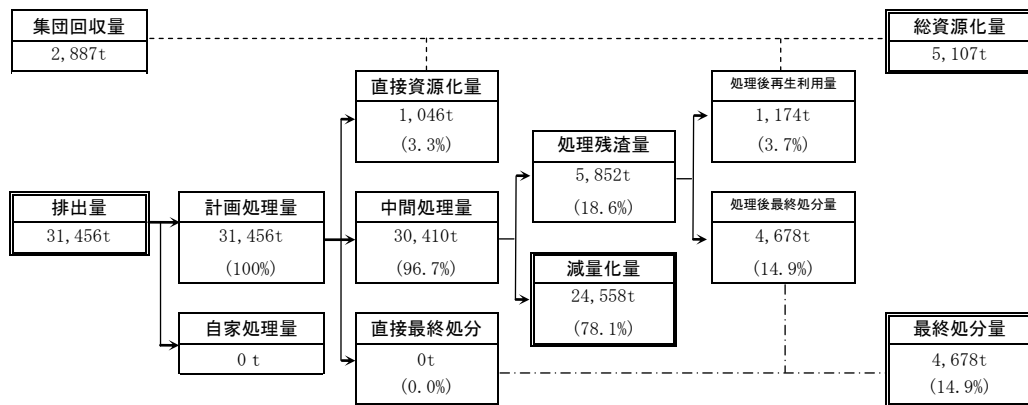 集団回収量
2,887t
総資源化量
5,107t
直接資源化量
1,046t
(3.3%)
処理後再生利用量
1,174t
(3.7%)
処理残渣量
5,852t
(18.6%)
排出量
31,456t
計画処理量
31,456t
(100%)
中間処理量
30,410t
(96.7%)
処理後最終処分量
4,678t
(14.9%)
減量化量
24,558t
(78.1%)
自家処理量
0 t
直接最終処分
0t
(0.0%)
最終処分量
4,678t
(14.9%)